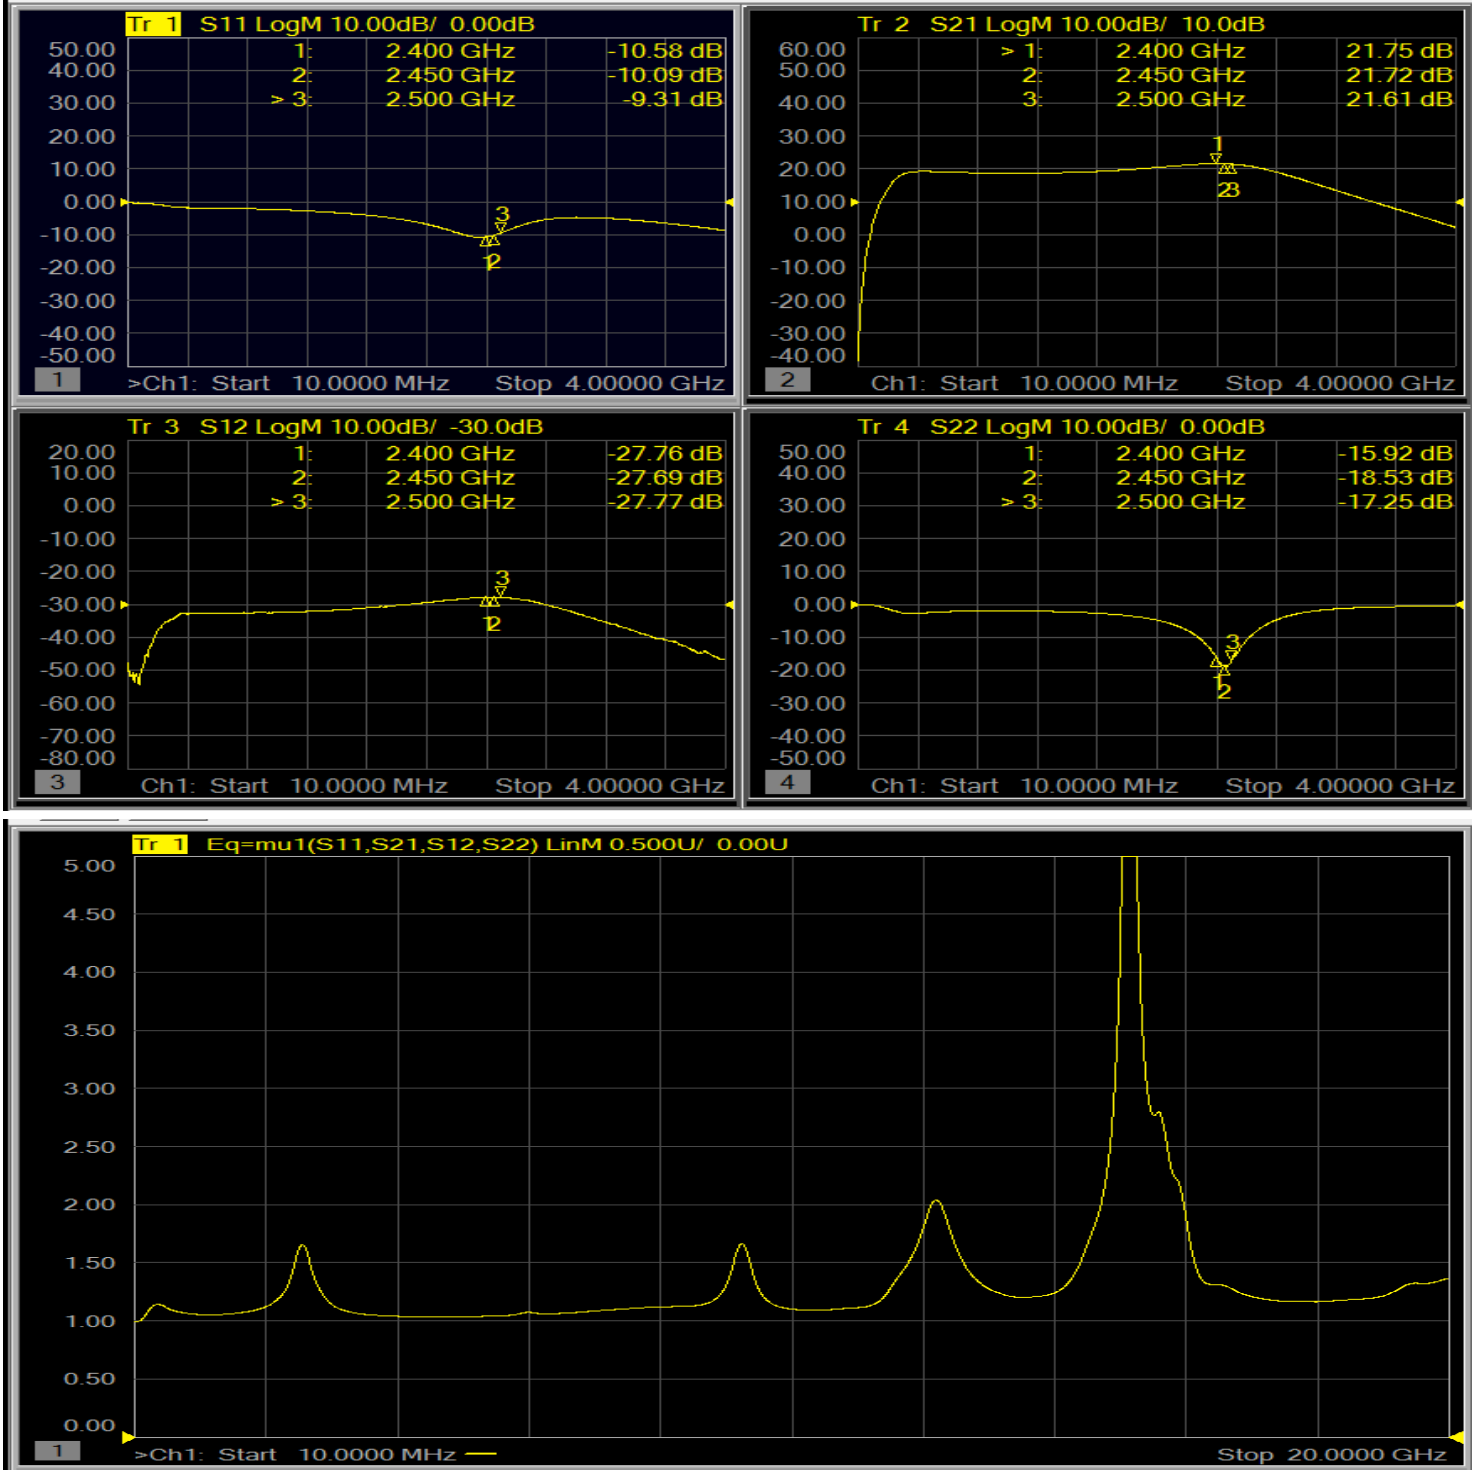 Tr 1 S11 LogM 10.00dB/ 0.00dB
50.00 1: 2.400 GHz -10.58 dB
40.00 2: 2.450 GHz -10.09 dB
30.00 > 3: 2.500 GHz -9.31 dB
20.00
10.00
0.00
3
-10.00
1 2
-20.00
-30.00
-40.00
-50.00
1 >Ch1: Start 10.0000 MHz Stop 4.00000 GHz
Tr 2 S21 LogM 10.00dB/ 10.0dB
60.00 > 1: 2.400 GHz 21.75 dB
50.00 2: 2.450 GHz 21.72 dB
40.00 3: 2.500 GHz 21.61 dB
30.00
1
20.00
2 3
10.00
0.00
-10.00
-20.00
-30.00
-40.00
2 Ch1: Start 10.0000 MHz Stop 4.00000 GHz
Tr 3 S12 LogM 10.00dB/ -30.0dB
20.00 1: 2.400 GHz -27.76 dB
10.00 2: 2.450 GHz -27.69 dB
0.00 > 3: 2.500 GHz -27.77 dB
-10.00
-20.00
3
-30.00
1 2
-40.00
-50.00
-60.00
-70.00
-80.00
3 Ch1: Start 10.0000 MHz Stop 4.00000 GHz
Tr 4 S22 LogM 10.00dB/ 0.00dB
50.00 1: 2.400 GHz -15.92 dB
40.00 2: 2.450 GHz -18.53 dB
30.00 > 3: 2.500 GHz -17.25 dB
20.00
10.00
0.00
-10.00
3
-20.00
1
2
-30.00
-40.00
-50.00
4 Ch1: Start 10.0000 MHz Stop 4.00000 GHz
Tr 1 Eq=mu1(S11,S21,S12,S22) LinM 0.500U/ 0.00U
5.00
4.50
4.00
3.50
3.00
2.50
2.00
1.50
1.00
0.50
0.00
1 >Ch1: Start 10.0000 MHz Stop 20.0000 GHz